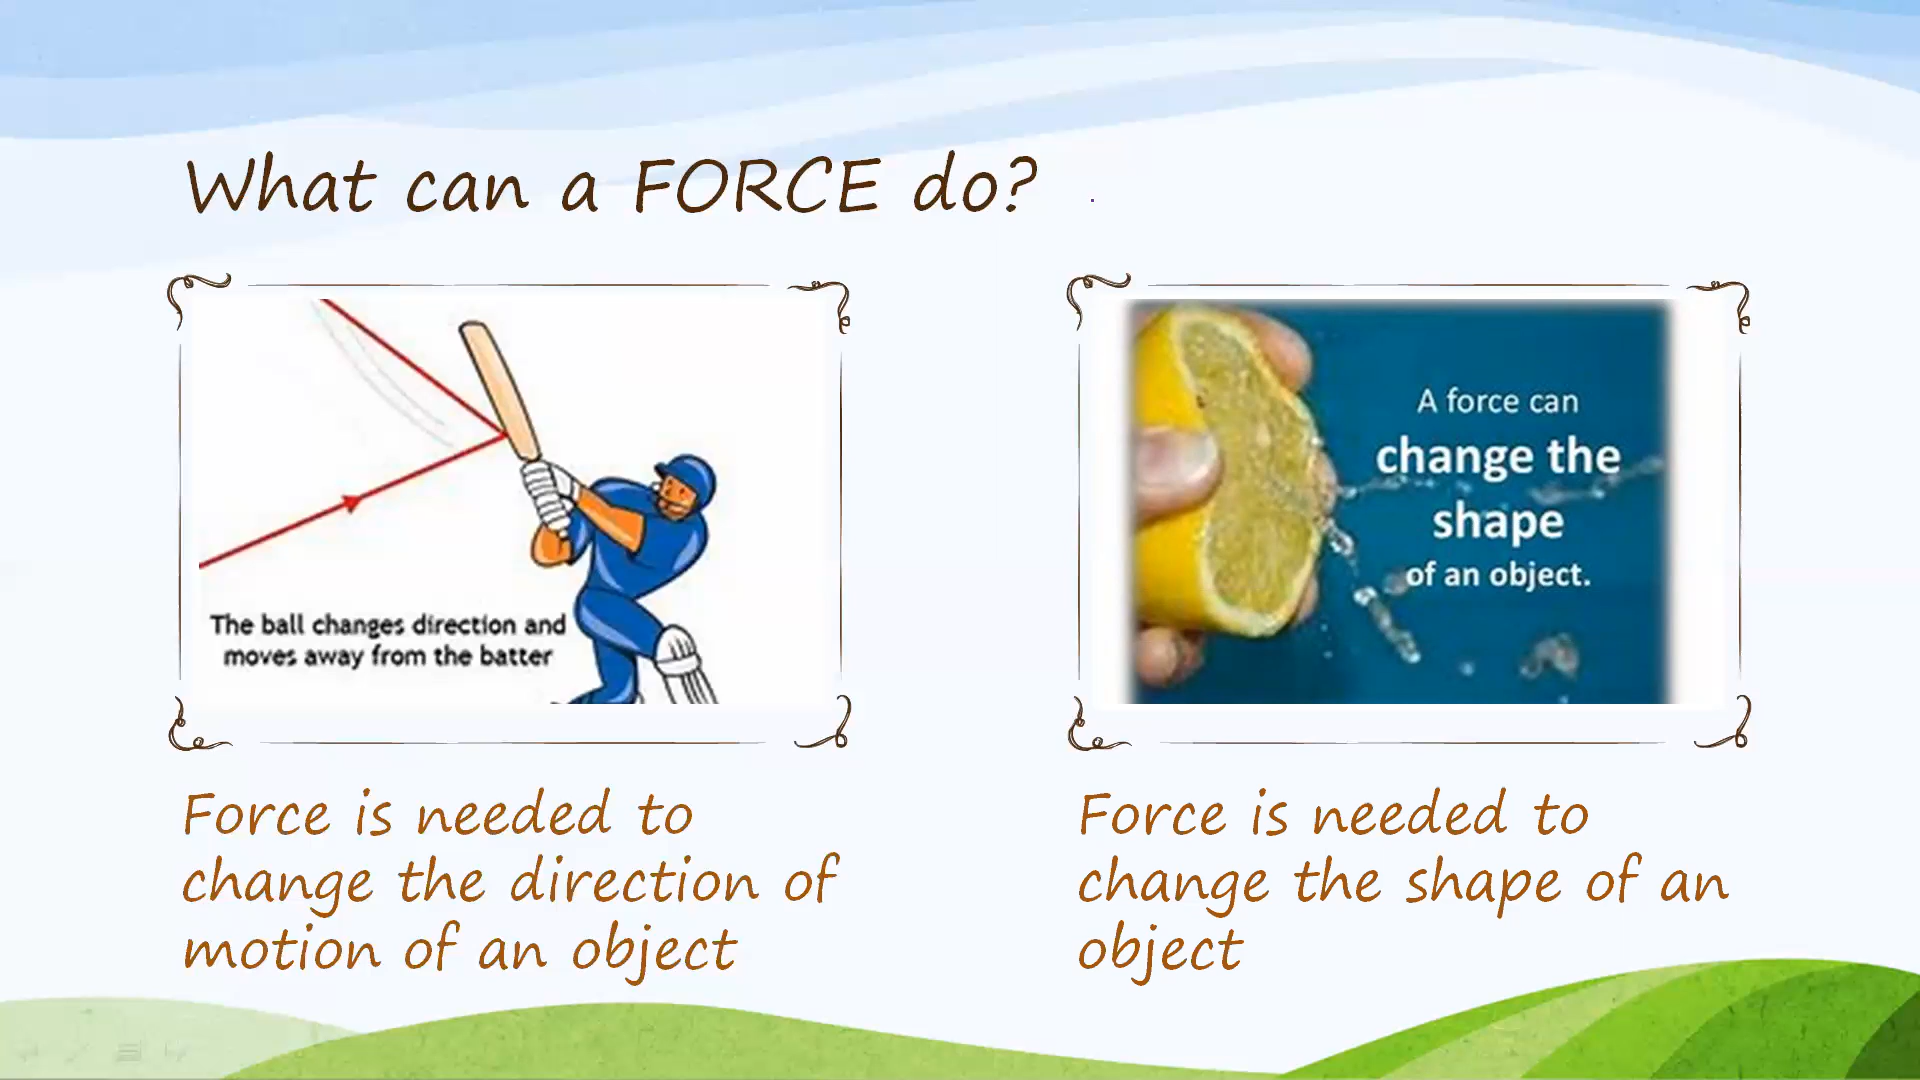 What can a FORCE do?
The ball changes direction and
moves away from the batter
A force can
change the
shape
of an object.
Force is needed to
change the direction of
motion of an object
Force is needed to
change the shape of an
object